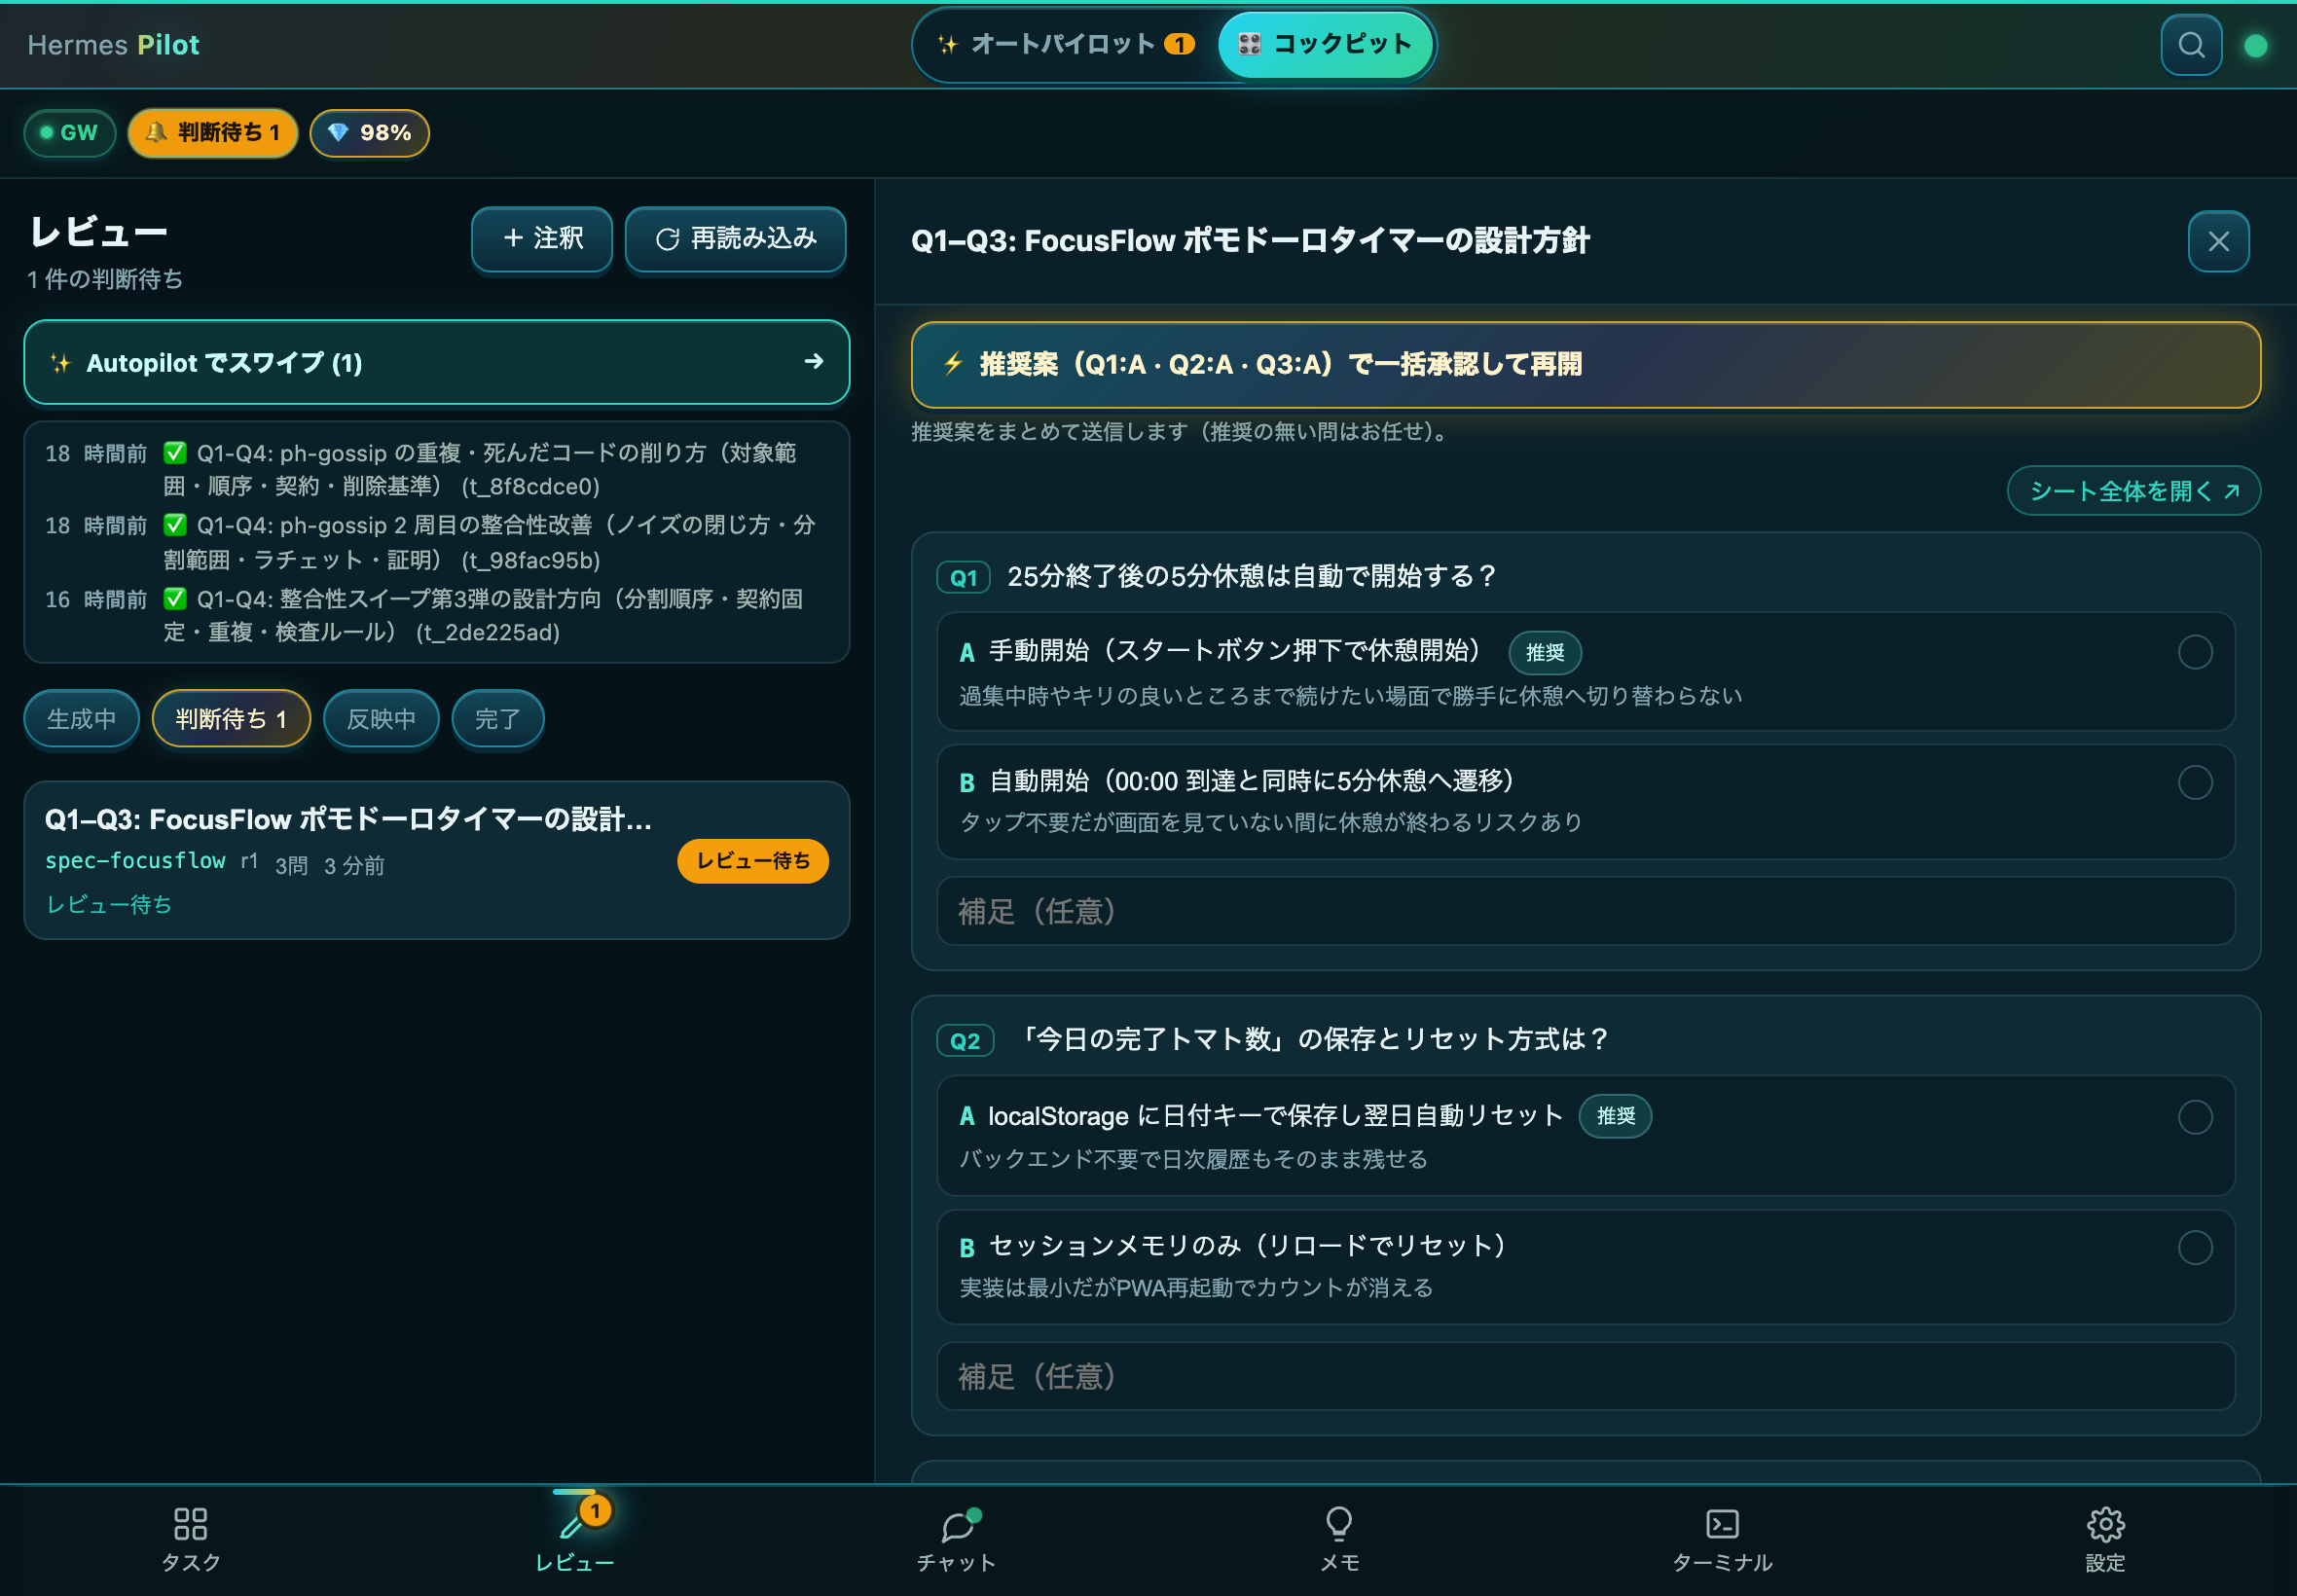 Hermes Pilot
✨ オートパイロット 1
🎛️ コックピット
GW
🔔 判断待ち 1
💎 98%
レビュー
1 件の判断待ち
+ 注釈
再読み込み
✨ Autopilot でスワイプ (1) →
18 時間前 ✅ Q1-Q4: ph-gossip の重複・死んだコードの削り方（対象範
囲・順序・契約・削除基準） (t_8f8cdce0)
18 時間前 ✅ Q1-Q4: ph-gossip 2 周目の整合性改善（ノイズの閉じ方・分
割範囲・ラチェット・証明） (t_98fac95b)
16 時間前 ✅ Q1-Q4: 整合性スイープ第3弾の設計方向（分割順序・契約固
定・重複・検査ルール） (t_2de225ad)
生成中
判断待ち 1
反映中
完了
Q1–Q3: FocusFlow ポモドーロタイマーの設計…
spec-focusflow r1 3問 3 分前
レビュー待ち
レビュー待ち
Q1–Q3: FocusFlow ポモドーロタイマーの設計方針
⚡ 推奨案（Q1:A · Q2:A · Q3:A）で一括承認して再開
推奨案をまとめて送信します（推奨の無い問はお任せ）。
シート全体を開く ↗
Q1 25分終了後の5分休憩は自動で開始する？
A 手動開始（スタートボタン押下で休憩開始） 推奨
過集中時やキリの良いところまで続けたい場面で勝手に休憩へ切り替わらない
B 自動開始（00:00 到達と同時に5分休憩へ遷移）
タップ不要だが画面を見ていない間に休憩が終わるリスクあり
補足（任意）
Q2 「今日の完了トマト数」の保存とリセット方式は？
A localStorage に日付キーで保存し翌日自動リセット 推奨
バックエンド不要で日次履歴もそのまま残せる
B セッションメモリのみ（リロードでリセット）
実装は最小だがPWA再起動でカウントが消える
補足（任意）
タスク
1
レビュー
チャット
メモ
ターミナル
設定